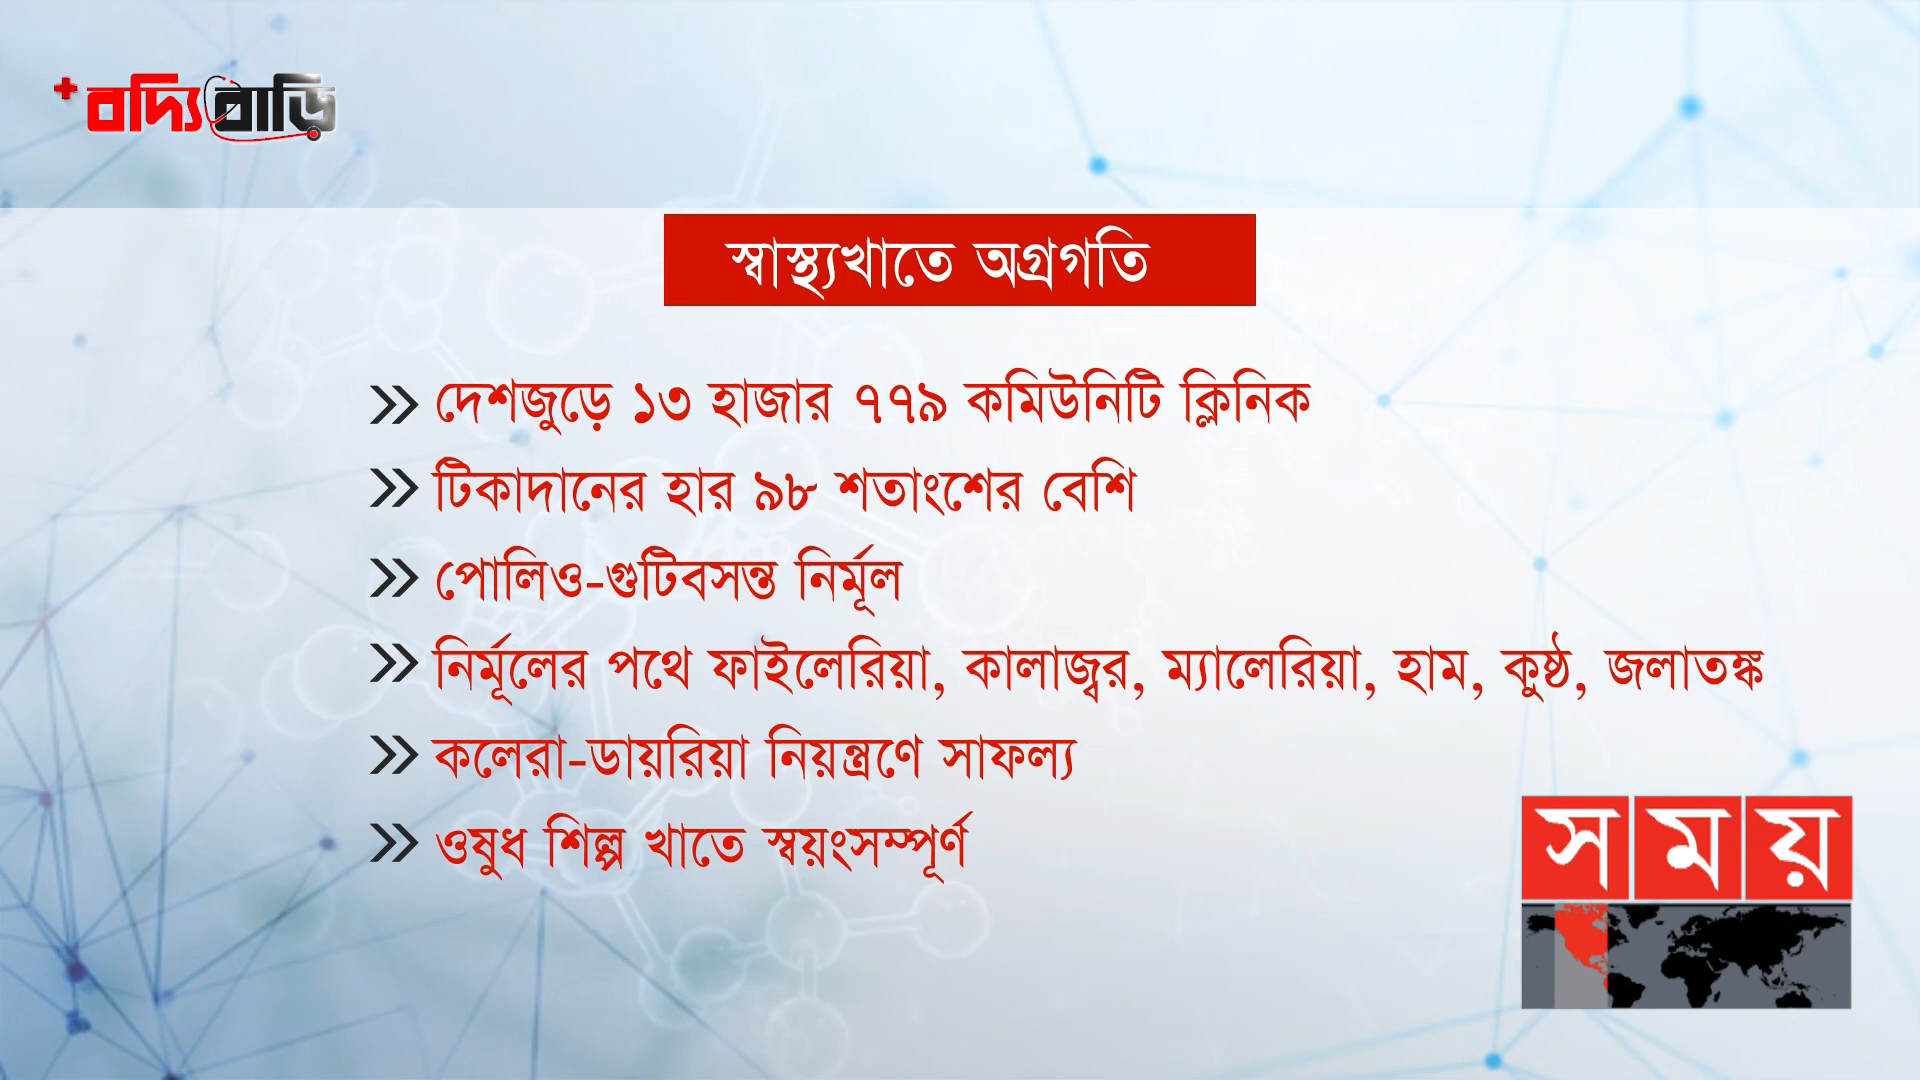 বদ্যিবাড়ি
স্বাস্থ্যখাতে অগ্রগতি
দেশজুড়ে ১৩ হাজার ৭৭৯ কমিউনিটি ক্লিনিক
টিকাদানের হার ৯৮ শতাংশের বেশি
পোলিও-গুটিবসন্ত নির্মূল
নির্মূলের পথে ফাইলেরিয়া, কালাজ্বর, ম্যালেরিয়া, হাম, কুষ্ঠ, জলাতঙ্ক
কলেরা-ডায়রিয়া নিয়ন্ত্রণে সাফল্য
ওষুধ শিল্প খাতে স্বয়ংসম্পূর্ণ
সময়